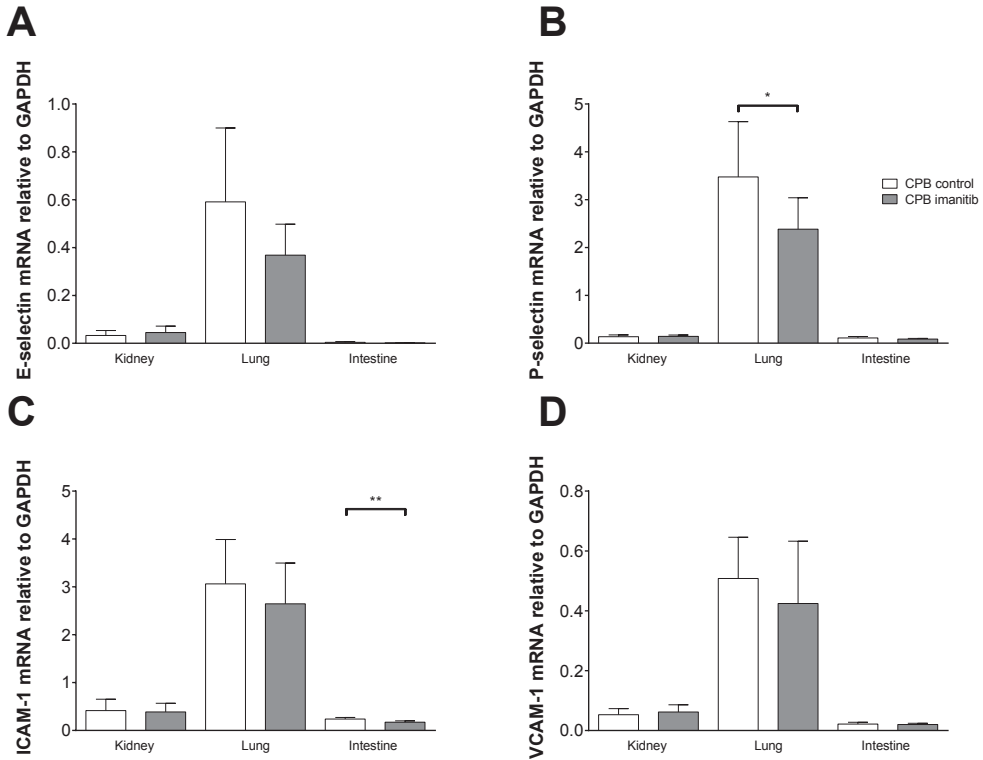 A
E-selectin mRNA relative to GAPDH
1.0
0.8
0.6
0.4
0.2
0.0
Kidney Lung Intestine
B
P-selectin mRNA relative to GAPDH
5
4
3
2
1
0
*
Kidney Lung Intestine
CPB control
CPB imanitib
C
ICAM-1 mRNA relative to GAPDH
5
4
3
2
1
0
**
Kidney Lung Intestine
D
VCAM-1 mRNA relative to GAPDH
0.8
0.6
0.4
0.2
0.0
Kidney Lung Intestine